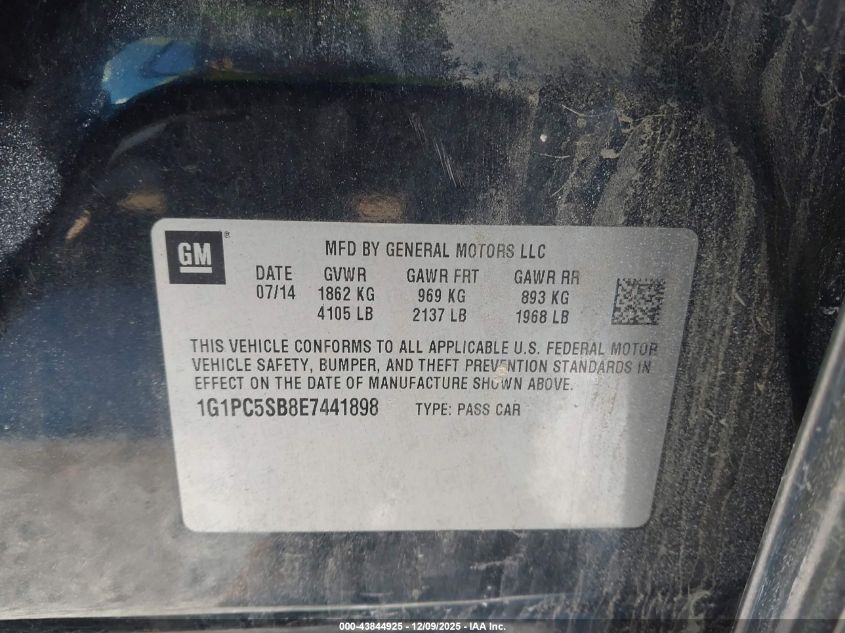 GM®
MFD BY GENERAL MOTORS LLC
DATE GVWR GAWR FRT GAWR RR
07/14 1862 KG 969 KG 893 KG
4105 LB 2137 LB 1968 LB
THIS VEHICLE CONFORMS TO ALL APPLICABLE U.S. FEDERAL MOTOR
VEHICLE SAFETY, BUMPER, AND THEFT PREVENTION STANDARDS IN
EFFECT ON THE DATE OF MANUFACTURE SHOWN ABOVE.
1G1PC5SB8E7441898 TYPE: PASS CAR
000-43844925 - 12/09/2025 - IAA Inc.